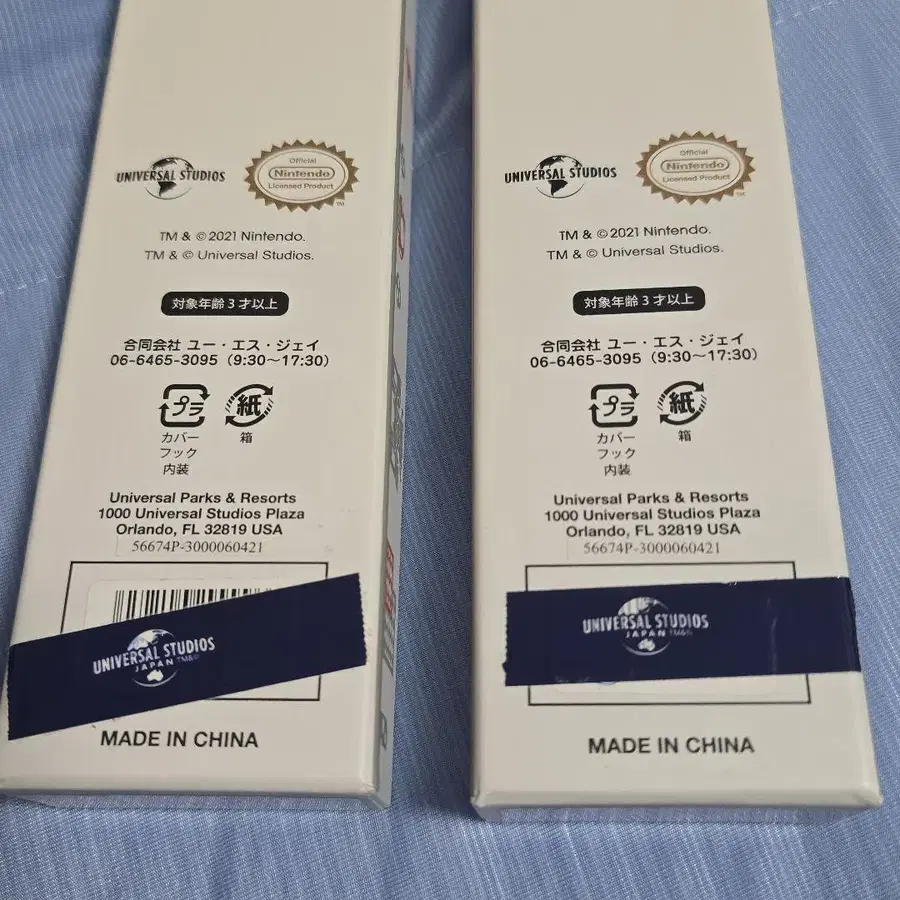 UNIVERSAL STUDIOS
Official
Nintendo
Licensed Product
TM
TM & © 2021 Nintendo.
TM & © Universal Studios.
対象年齢 3 才以上
合同会社 ユー・エス・ジェイ
06-6465-3095（9:30～17:30）
プラ
紙
カバー
フック
内装
箱
Universal Parks & Resorts
1000 Universal Studios Plaza
Orlando, FL 32819 USA
56674P-3000060421
UNIVERSAL STUDIOS
JAPAN TM&©
MADE IN CHINA
UNIVERSAL STUDIOS
Official
Nintendo
Licensed Product
TM
TM & © 2021 Nintendo.
TM & © Universal Studios.
対象年齢 3 才以上
合同会社 ユー・エス・ジェイ
06-6465-3095（9:30～17:30）
プラ
紙
カバー
フック
内装
箱
Universal Parks & Resorts
1000 Universal Studios Plaza
Orlando, FL 32819 USA
56674P-3000060421
UNIVERSAL STUDIOS
JAPAN TM&©
MADE IN CHINA